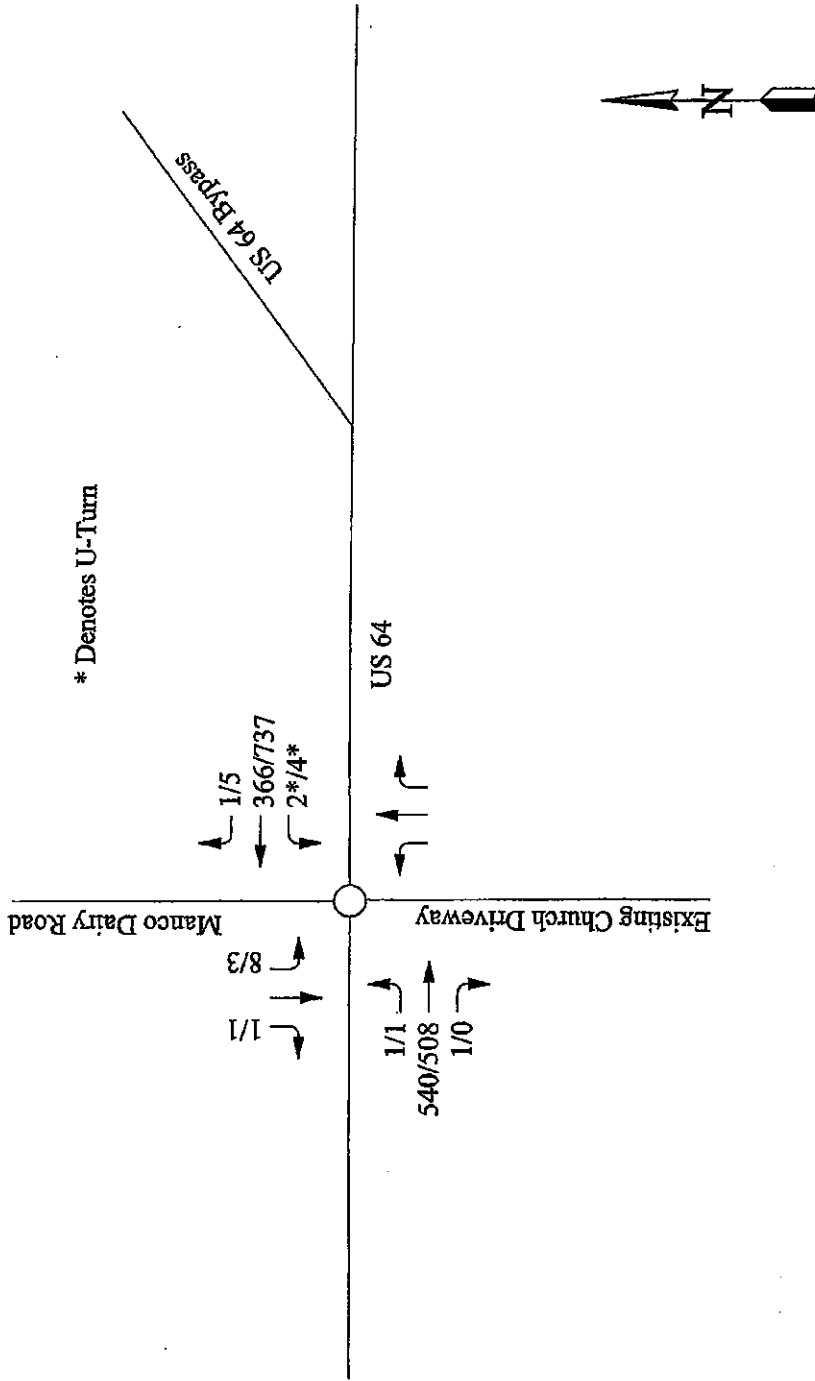 US 64 Bypass
* Denotes U-Turn
N
US 64
1/5
366/737
2*/4*
Manco Dairy Road
Existing Church Driveway
8/3
1/1
1/1
540/508
1/0